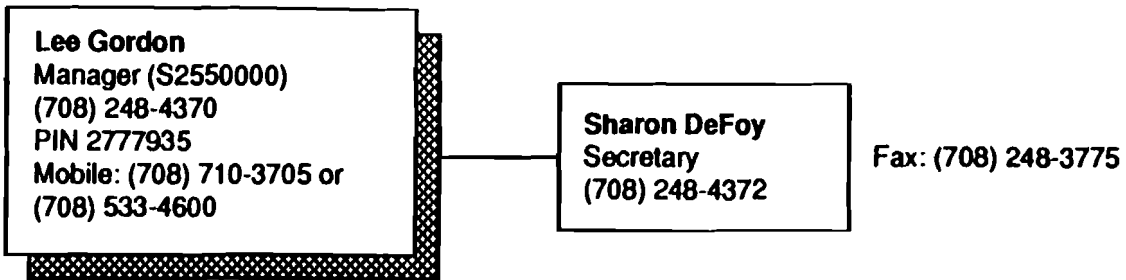 Lee Gordon
Manager (S2550000)
(708) 248-4370
PIN 2777935
Mobile: (708) 710-3705 or
(708) 533-4600
Sharon DeFoy
Secretary
(708) 248-4372
Fax: (708) 248-3775